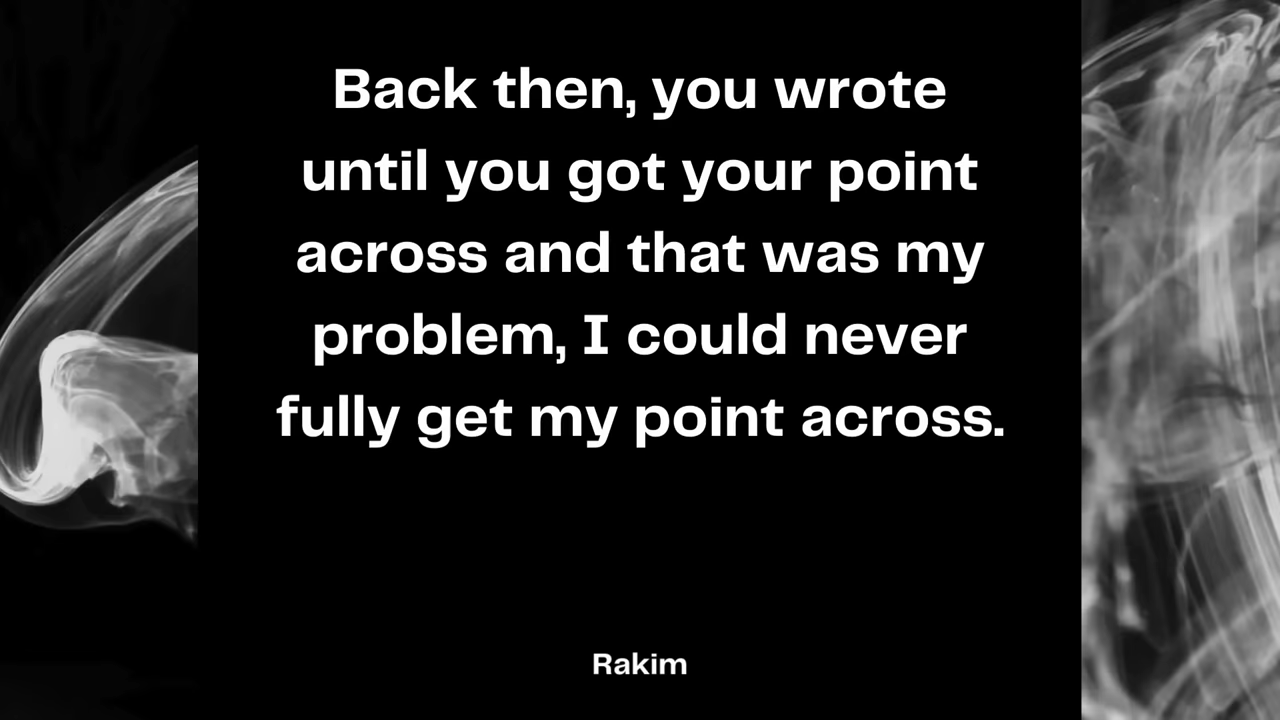 Back then, you wrote
until you got your point
across and that was my
problem, I could never
fully get my point across.
Rakim